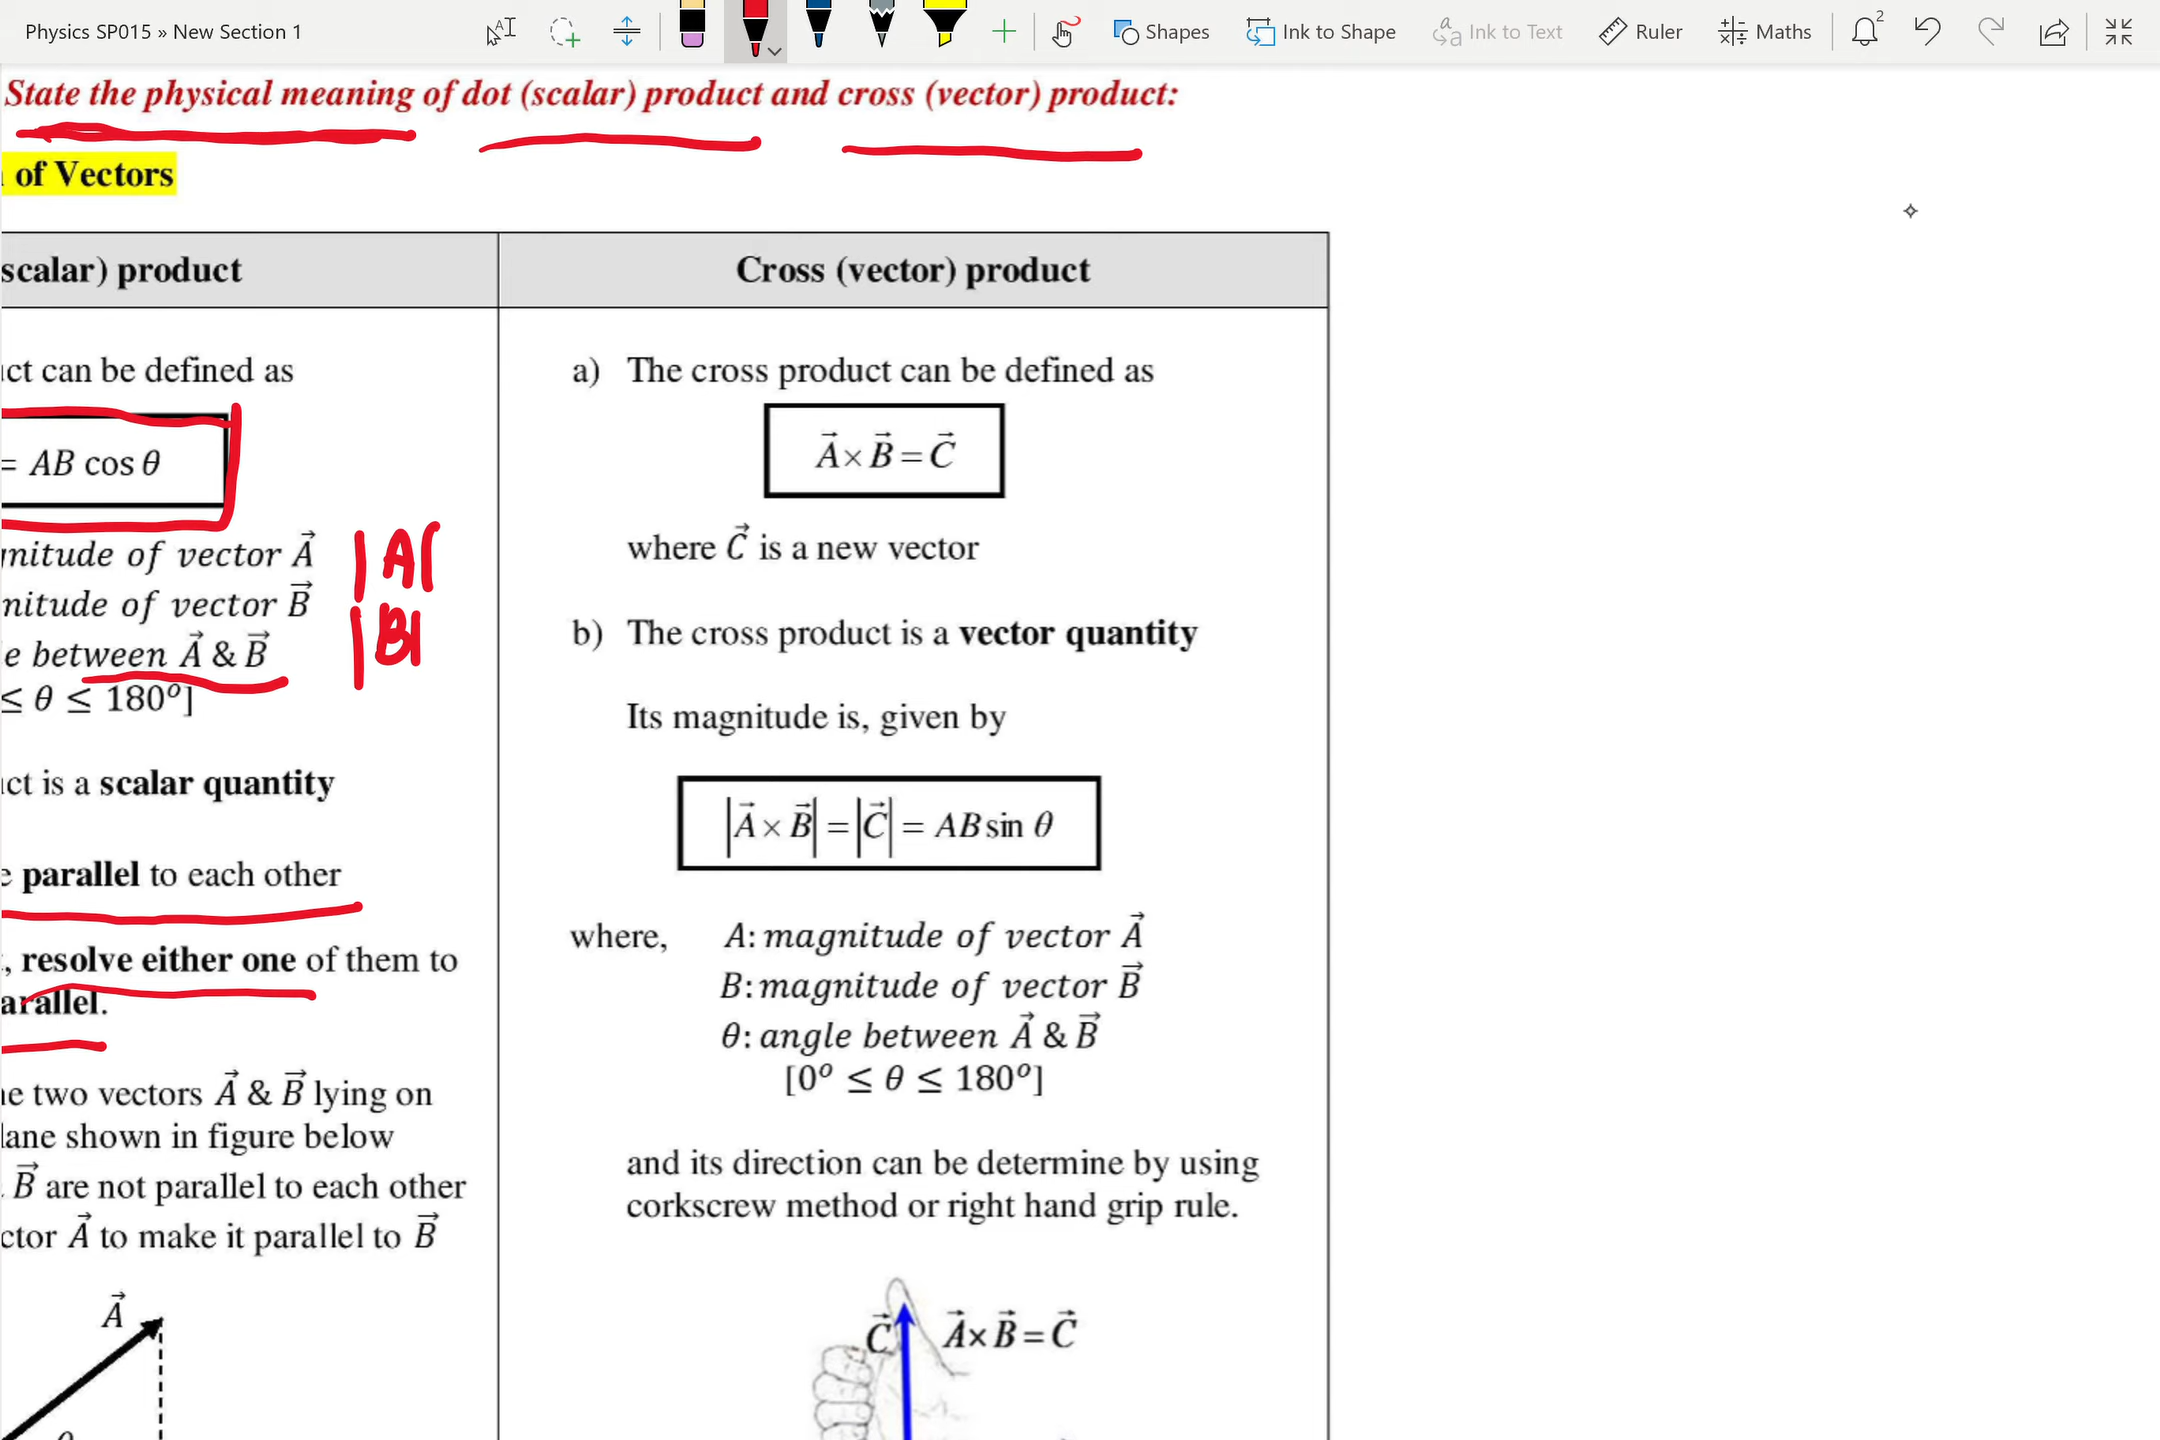 Physics SP015 » New Section 1
Shapes
Ink to Shape
Ink to Text
Ruler
Maths
2
State the physical meaning of dot (scalar) product and cross (vector) product:
of Vectors
scalar) product
ct can be defined as
= AB cos θ
nitude of vector A⃗
|A|
nitude of vector B⃗
|B|
e between A⃗ & B⃗
≤ θ ≤ 180°]
ct is a scalar quantity
e parallel to each other
, resolve either one of them to
arallel.
e two vectors A⃗ & B⃗ lying on
lane shown in figure below
B⃗ are not parallel to each other
ctor A⃗ to make it parallel to B⃗
A⃗
Cross (vector) product
a) The cross product can be defined as
A⃗ × B⃗ = C⃗
where C⃗ is a new vector
b) The cross product is a vector quantity
Its magnitude is, given by
|A⃗ × B⃗| = |C⃗| = AB sin θ
where, A: magnitude of vector A⃗
B: magnitude of vector B⃗
θ: angle between A⃗ & B⃗
[0° ≤ θ ≤ 180°]
and its direction can be determine by using
corkscrew method or right hand grip rule.
C⃗
A⃗ × B⃗ = C⃗